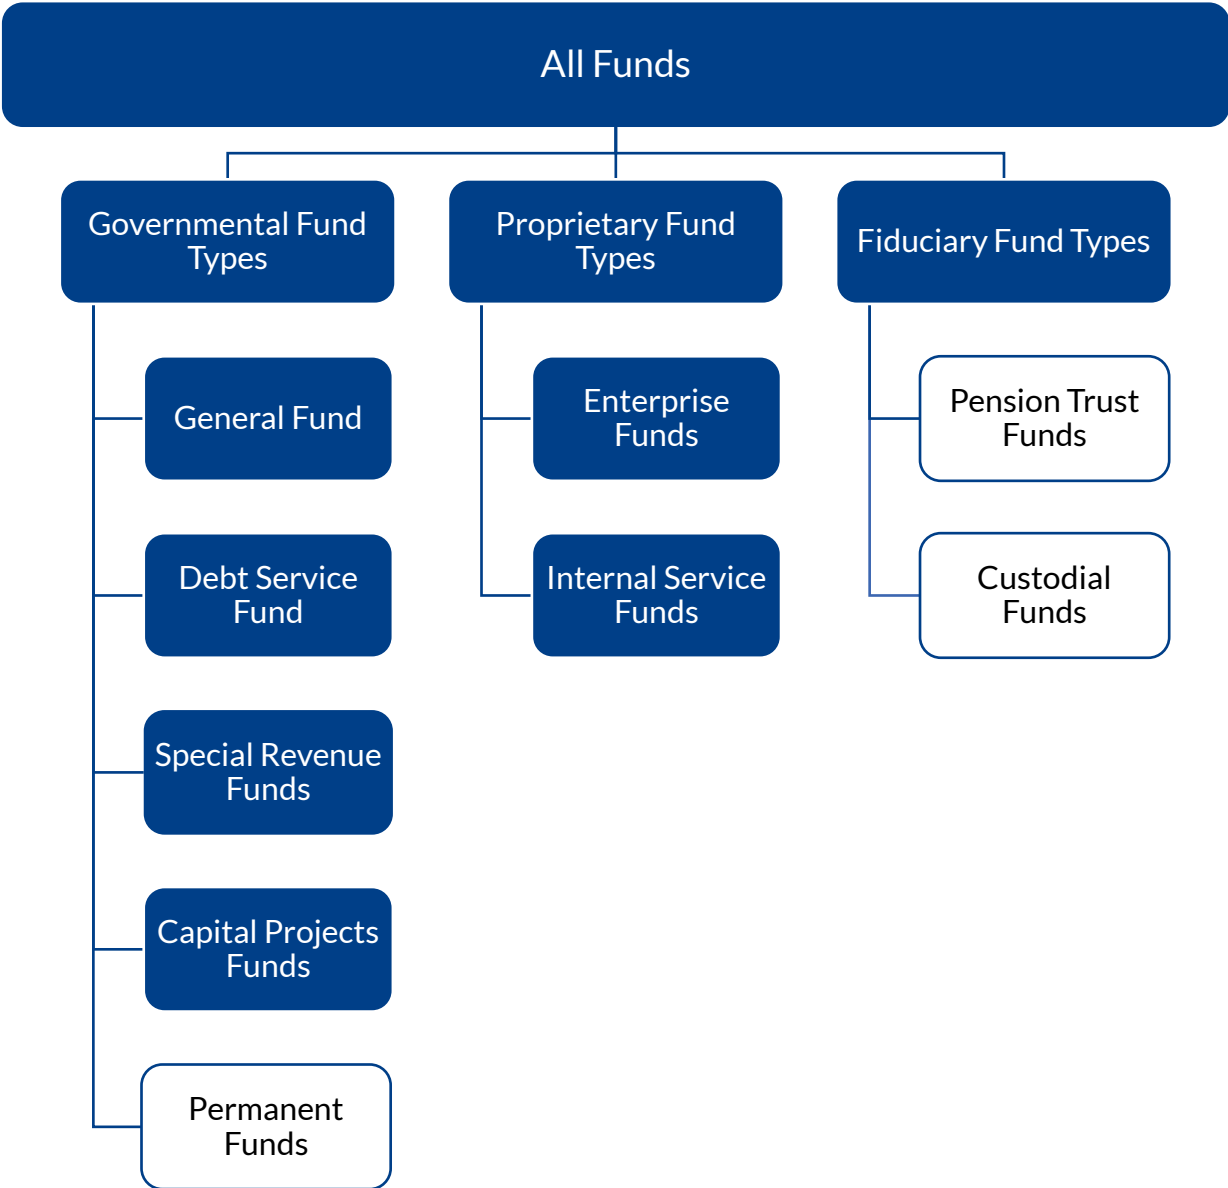 All Funds
Governmental Fund
Types
Proprietary Fund
Types
Fiduciary Fund Types
General Fund
Enterprise
Funds
Pension Trust
Funds
Debt Service
Fund
Internal Service
Funds
Custodial
Funds
Special Revenue
Funds
Capital Projects
Funds
Permanent
Funds